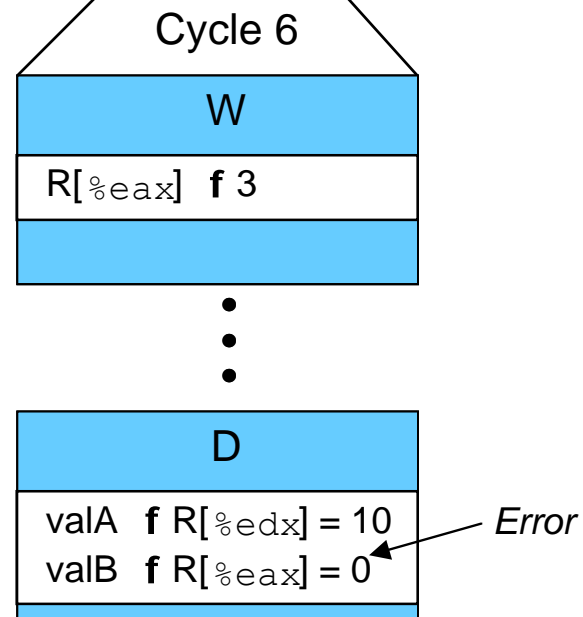 Cycle 6
W
R[%eax] f 3
D
valA f R[%edx] = 10
valB f R[%eax] = 0
Error